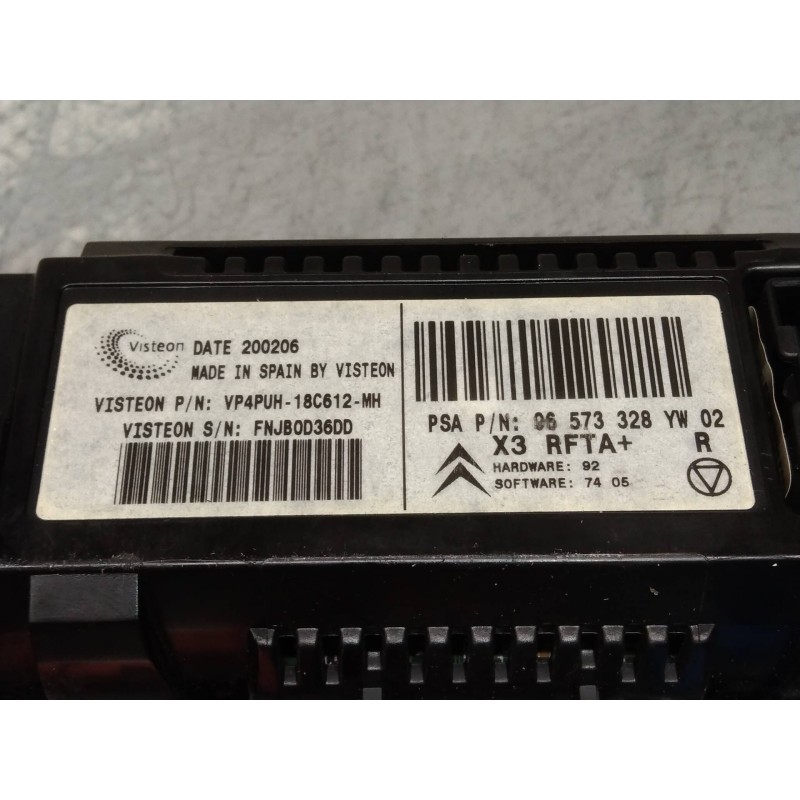 Visteon DATE 200206
MADE IN SPAIN BY VISTEON
VISTEON P/N: VP4PUH-18C612-MH
VISTEON S/N: FNJB0D36DD
PSA P/N: 96 573 328 YW 02
X3 RFTA+ R
HARDWARE: 92
SOFTWARE: 74 05